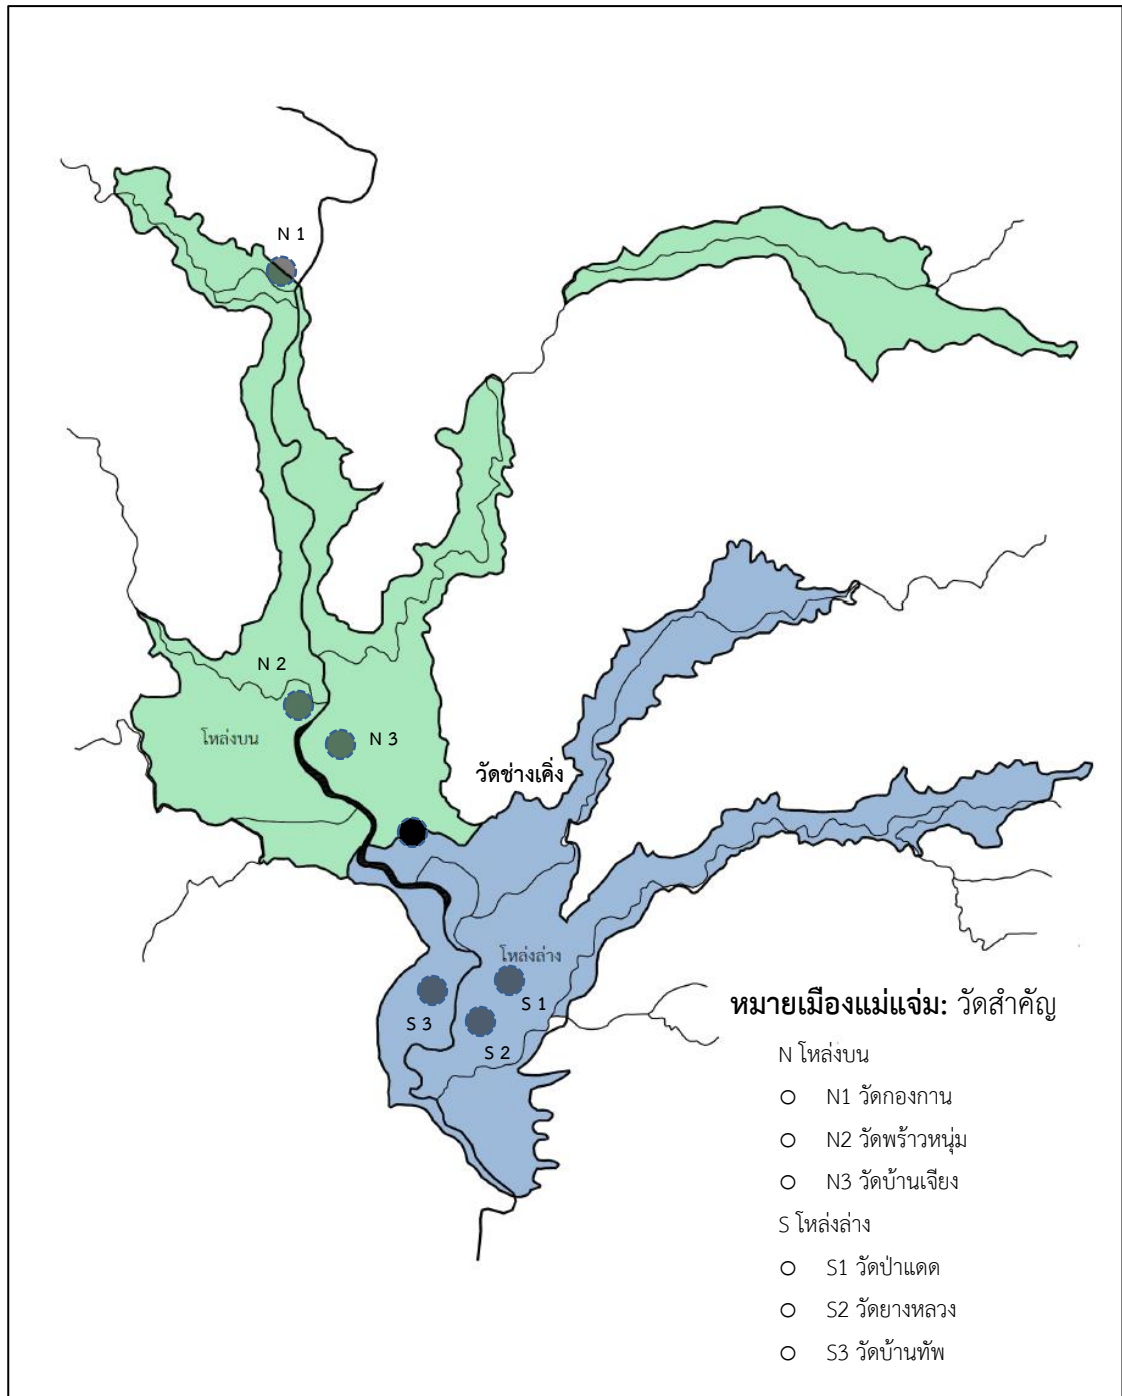 N 1
N 2
โหล่งบน
N 3
วัดช่างเคิ่ง
โหล่งล่าง
S 1
S 3
S 2
หมายเมืองแม่แจ่ม: วัดสำคัญ
N โหล่งบน
N1 วัดกองกาน
N2 วัดพร้าวหนุ่ม
N3 วัดบ้านเจียง
S โหล่งล่าง
S1 วัดป่าแดด
S2 วัดยางหลวง
S3 วัดบ้านทัพ